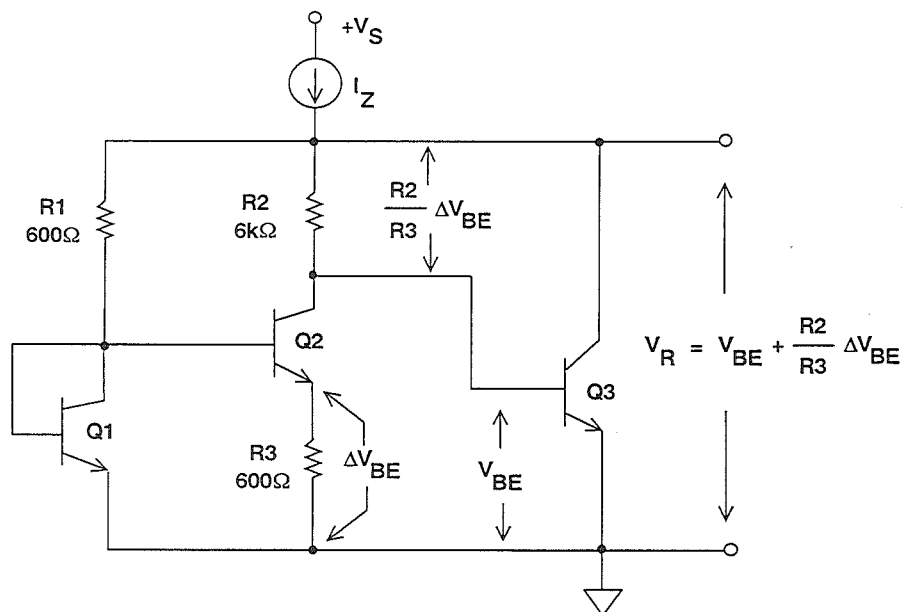 +VS
IZ
R1
600Ω
R2
6kΩ
R2
R3
ΔVBE
Q2
Q1
R3
600Ω
ΔVBE
VBE
Q3
VR = VBE + R2
R3 ΔVBE